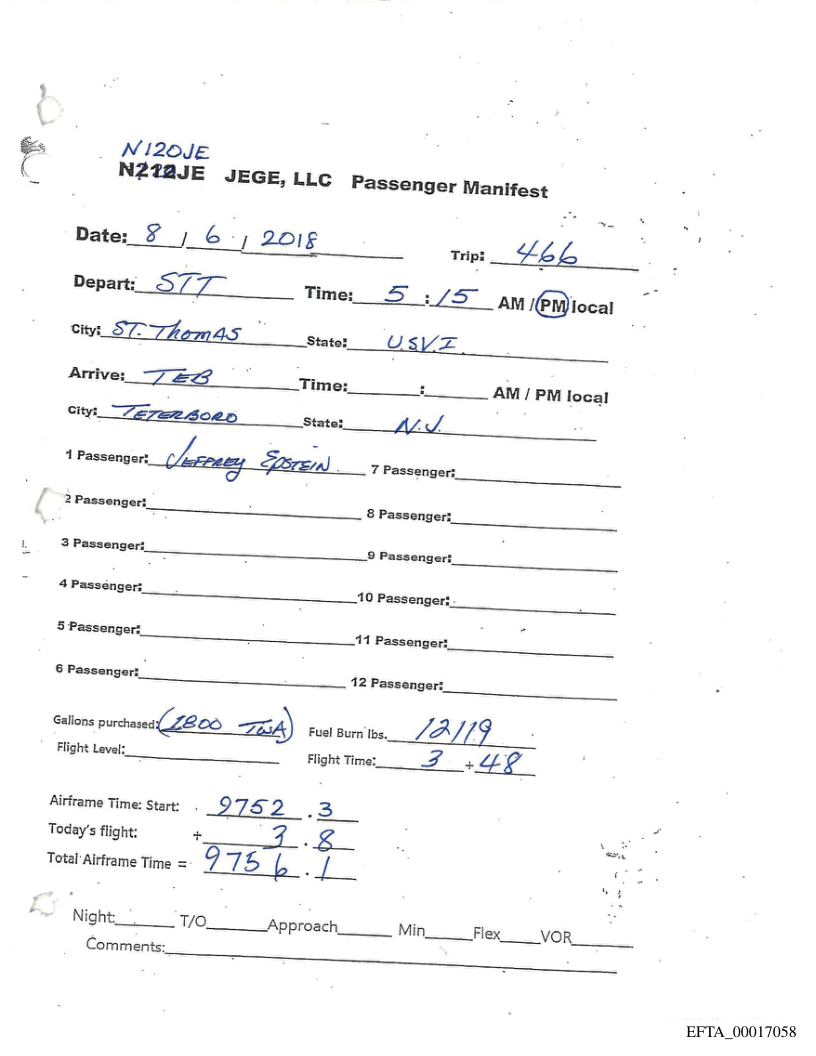 N120JE
N212JE JEGE, LLC Passenger Manifest
Date: 8 / 6 / 2018 Trip: 466
Depart: STT Time: 5 : 15 AM / PM local
City: ST. THOMAS State: U.S.V.I.
Arrive: TEB Time: : AM / PM local
City: TETERBORO State: N.J.
1 Passenger: JEFFREY EPSTEIN 7 Passenger:
2 Passenger: 8 Passenger:
3 Passenger: 9 Passenger:
4 Passenger: 10 Passenger:
5 Passenger: 11 Passenger:
6 Passenger: 12 Passenger:
Gallons purchased: (1800 TWA) Fuel Burn lbs. 12119
Flight Level: Flight Time: 3 + 48
Airframe Time: Start: 9752 . 3
Today's flight: + 3 . 8
Total Airframe Time = 9756 . 1
Night: T/O Approach Min Flex VOR
Comments:
EFTA_00017058